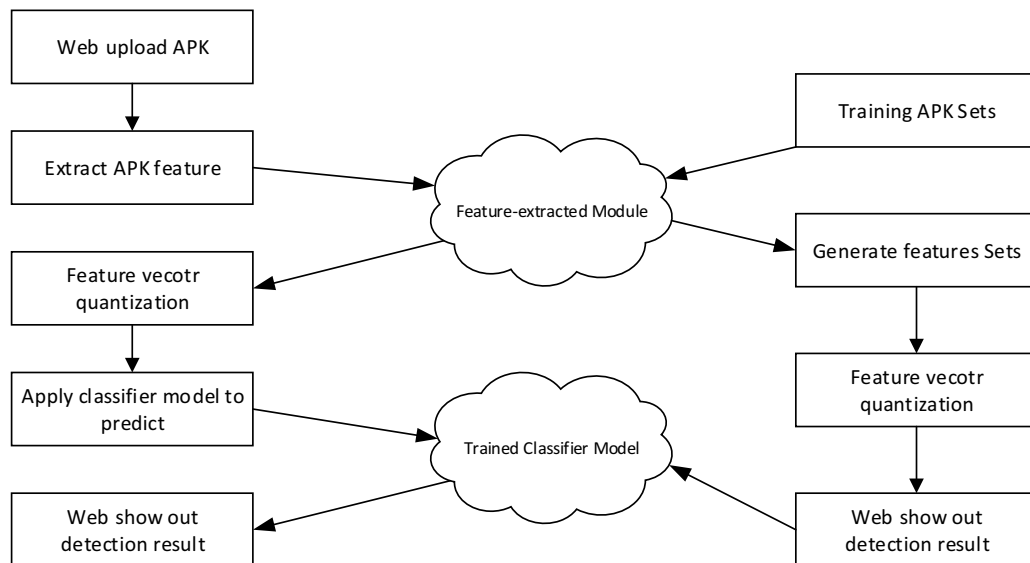 Web upload APK
Extract APK feature
Feature vecotr
quantization
Apply classifier model to
predict
Web show out
detection result
Feature-extracted Module
Trained Classifier Model
Training APK Sets
Generate features Sets
Feature vecotr
quantization
Web show out
detection result